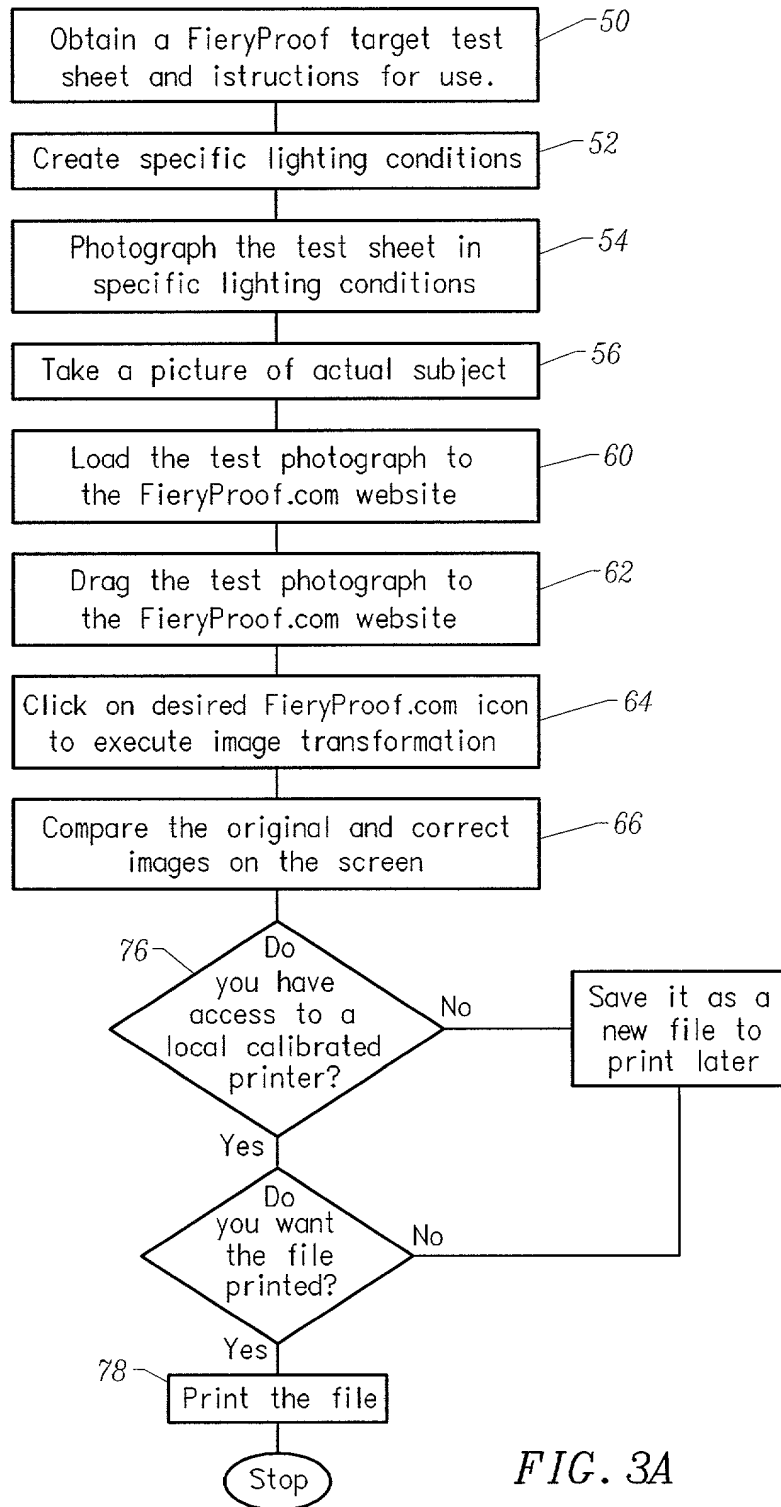 Obtain a FieryProof target test
sheet and istructions for use.
50
Create specific lighting conditions
52
Photograph the test sheet in
specific lighting conditions
54
Take a picture of actual subject
56
Load the test photograph to
the FieryProof.com website
60
Drag the test photograph to
the FieryProof.com website
62
Click on desired FieryProof.com icon
to execute image transformation
64
Compare the original and correct
images on the screen
66
76
Do
you have
access to a
local calibrated
printer?
No
Save it as a
new file to
print later
Yes
Do
you want
the file
printed?
No
Yes
78
Print the file
Stop
FIG. 3A